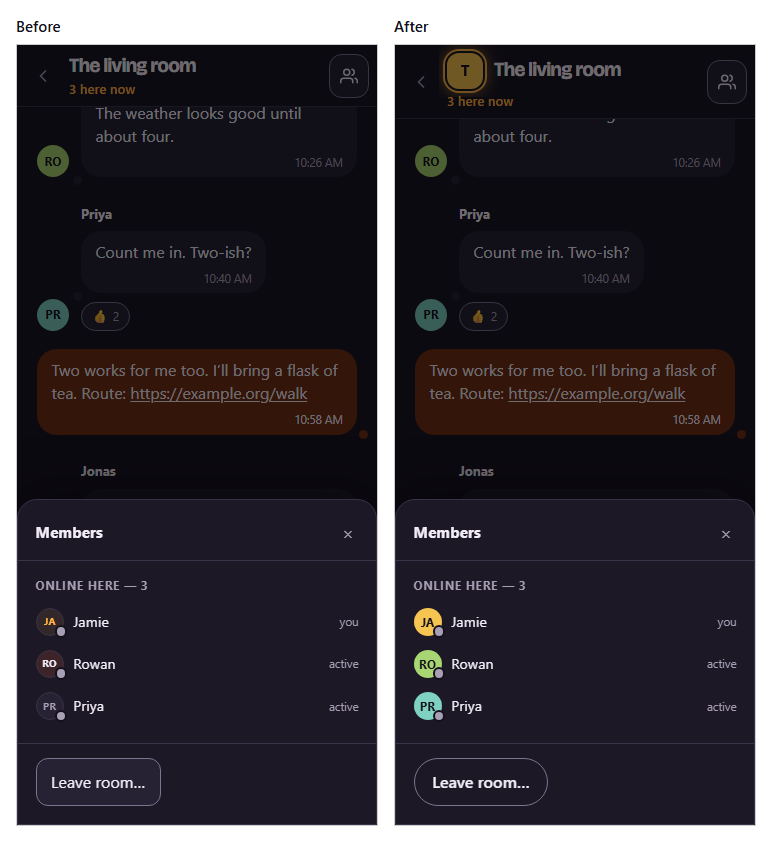 Before
The living room
3 here now
The weather looks good until
about four.
10:26 AM
RO
Priya
Count me in. Two-ish?
10:40 AM
PR
👍 2
Two works for me too. I’ll bring a flask of
tea. Route: https://example.org/walk
10:58 AM
Jonas
Members
×
ONLINE HERE — 3
JA Jamie you
RO Rowan active
PR Priya active
Leave room…
After
T The living room
3 here now
about four.
10:26 AM
RO
Priya
Count me in. Two-ish?
10:40 AM
PR
👍 2
Two works for me too. I’ll bring a flask of
tea. Route: https://example.org/walk
10:58 AM
Jonas
Members
×
ONLINE HERE — 3
JA Jamie you
RO Rowan active
PR Priya active
Leave room…